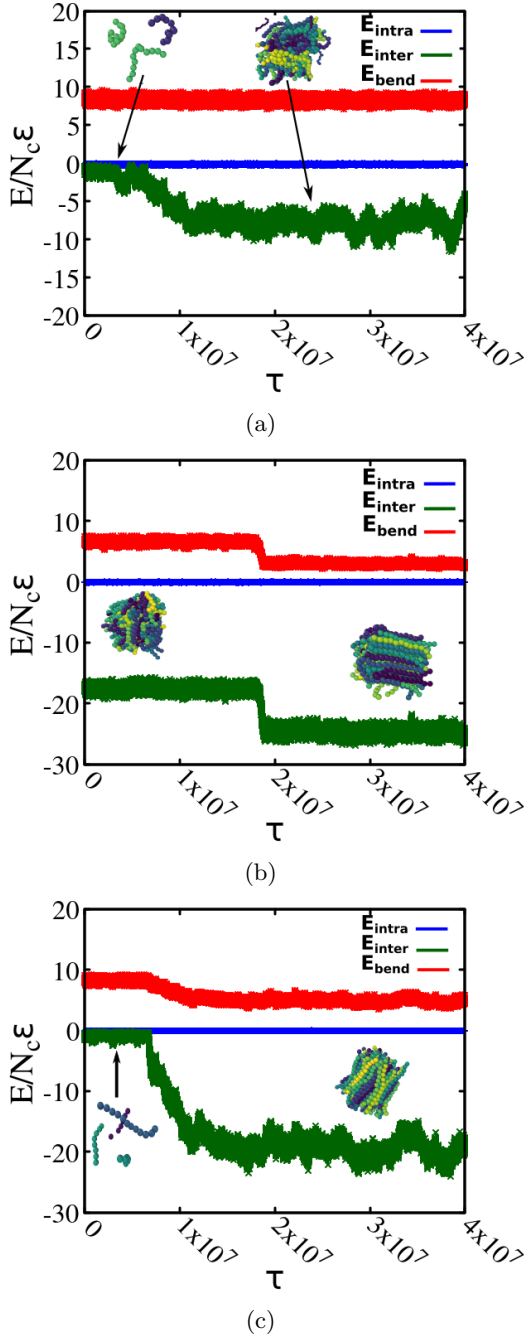 20
15
10
5
0
-5
-10
-15
-20
E/N_cε
E_intra
E_inter
E_bend
0
1x10^7
2x10^7
3x10^7
4x10^7
τ
(a)
20
10
0
-10
-20
-30
E/N_cε
E_intra
E_inter
E_bend
0
1x10^7
2x10^7
3x10^7
4x10^7
τ
(b)
20
10
0
-10
-20
-30
E/N_cε
E_intra
E_inter
E_bend
0
1x10^7
2x10^7
3x10^7
4x10^7
τ
(c)